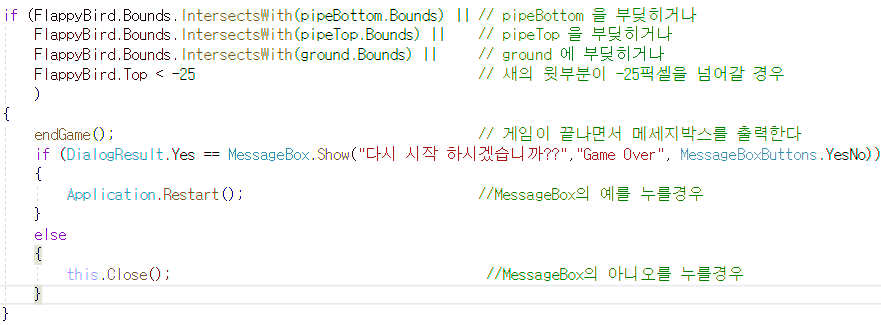 if (FlappyBird.Bounds.IntersectsWith(pipeBottom.Bounds) || // pipeBottom 을 부딪히거나
FlappyBird.Bounds.IntersectsWith(pipeTop.Bounds) || // pipeTop 을 부딪히거나
FlappyBird.Bounds.IntersectsWith(ground.Bounds) || // ground 에 부딪히거나
FlappyBird.Top < -25 // 새의 윗부분이 -25픽셀을 넘어갈 경우
)
{
endGame(); // 게임이 끝나면서 메세지박스를 출력한다
if (DialogResult.Yes == MessageBox.Show("다시 시작 하시겠습니까??","Game Over", MessageBoxButtons.YesNo))
{
Application.Restart(); //MessageBox의 예를 누를경우
}
else
{
this.Close(); //MessageBox의 아니오를 누를경우
}
}